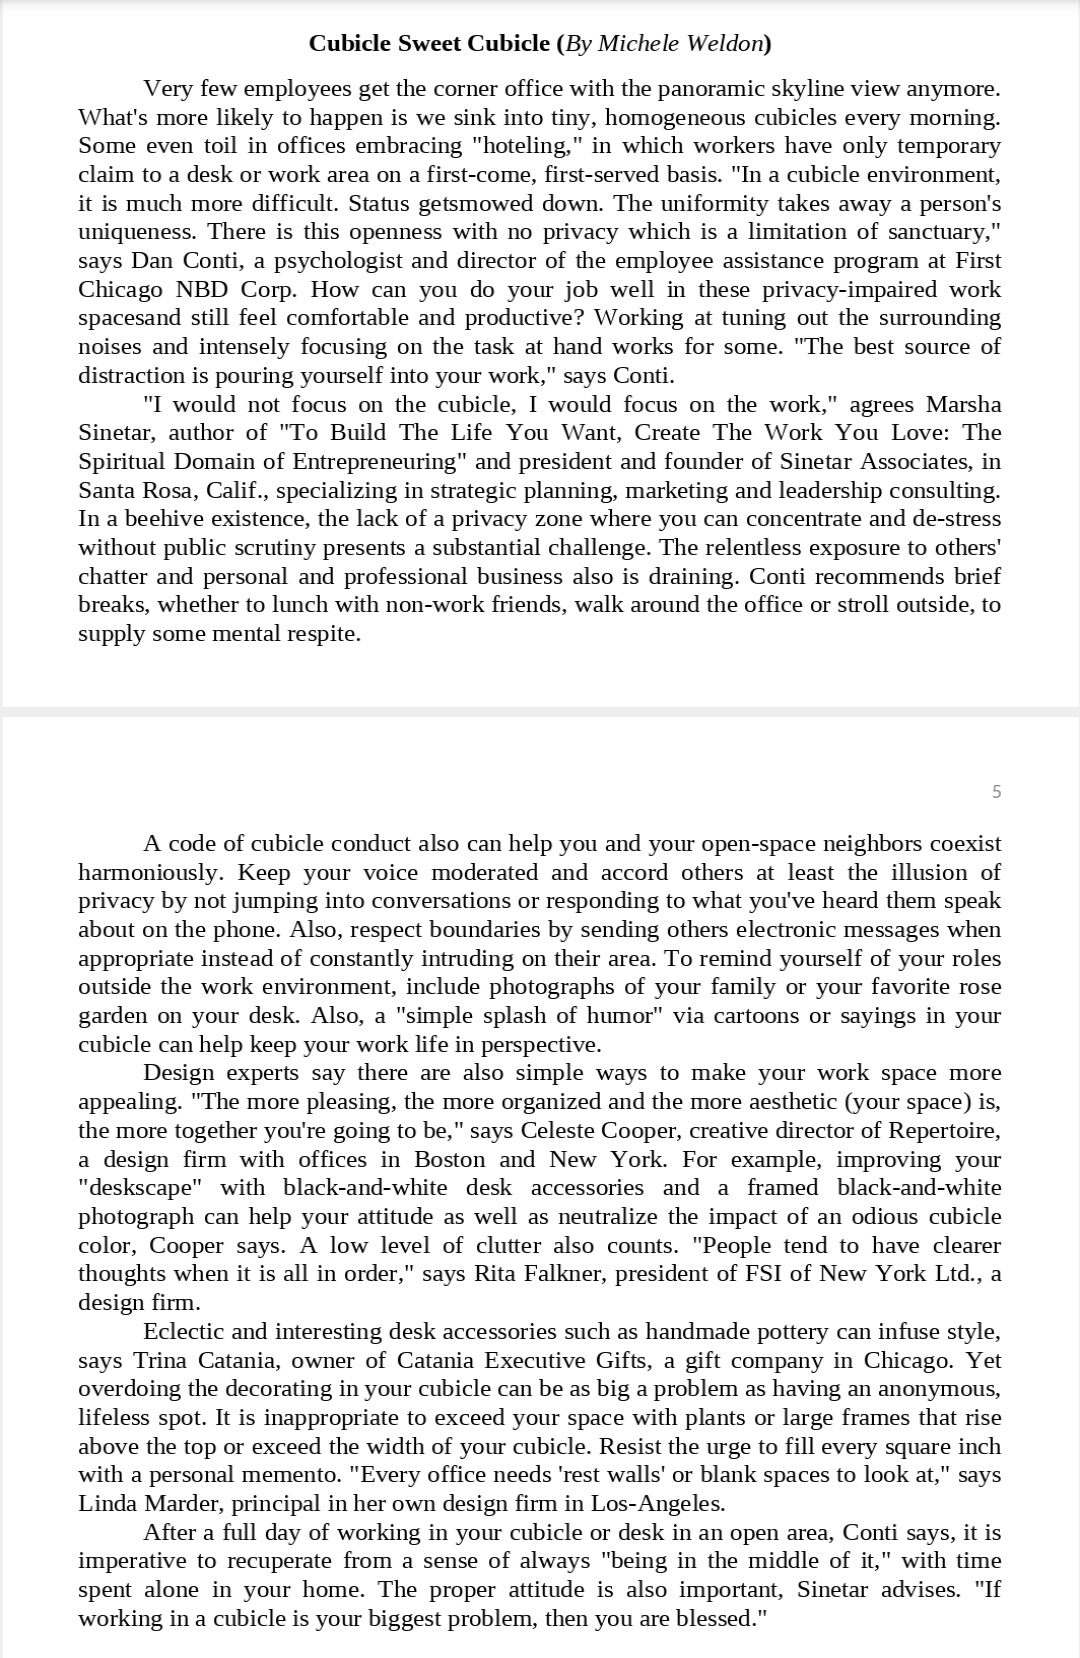 Cubicle Sweet Cubicle (By Michele Weldon)
Very few employees get the corner office with the panoramic skyline view anymore.
What's more likely to happen is we sink into tiny, homogeneous cubicles every morning.
Some even toil in offices embracing "hoteling," in which workers have only temporary
claim to a desk or work area on a first-come, first-served basis. "In a cubicle environment,
it is much more difficult. Status getsmowed down. The uniformity takes away a person's
uniqueness. There is this openness with no privacy which is a limitation of sanctuary,"
says Dan Conti, a psychologist and director of the employee assistance program at First
Chicago NBD Corp. How can you do your job well in these privacy-impaired work
spacesand still feel comfortable and productive? Working at tuning out the surrounding
noises and intensely focusing on the task at hand works for some. "The best source of
distraction is pouring yourself into your work," says Conti.
"I would not focus on the cubicle, I would focus on the work," agrees Marsha
Sinetar, author of "To Build The Life You Want, Create The Work You Love: The
Spiritual Domain of Entrepreneuring" and president and founder of Sinetar Associates, in
Santa Rosa, Calif., specializing in strategic planning, marketing and leadership consulting.
In a beehive existence, the lack of a privacy zone where you can concentrate and de-stress
without public scrutiny presents a substantial challenge. The relentless exposure to others'
chatter and personal and professional business also is draining. Conti recommends brief
breaks, whether to lunch with non-work friends, walk around the office or stroll outside, to
supply some mental respite.
5
A code of cubicle conduct also can help you and your open-space neighbors coexist
harmoniously. Keep your voice moderated and accord others at least the illusion of
privacy by not jumping into conversations or responding to what you've heard them speak
about on the phone. Also, respect boundaries by sending others electronic messages when
appropriate instead of constantly intruding on their area. To remind yourself of your roles
outside the work environment, include photographs of your family or your favorite rose
garden on your desk. Also, a "simple splash of humor" via cartoons or sayings in your
cubicle can help keep your work life in perspective.
Design experts say there are also simple ways to make your work space more
appealing. "The more pleasing, the more organized and the more aesthetic (your space) is,
the more together you're going to be," says Celeste Cooper, creative director of Repertoire,
a design firm with offices in Boston and New York. For example, improving your
"deskscape" with black-and-white desk accessories and a framed black-and-white
photograph can help your attitude as well as neutralize the impact of an odious cubicle
color, Cooper says. A low level of clutter also counts. "People tend to have clearer
thoughts when it is all in order," says Rita Falkner, president of FSI of New York Ltd., a
design firm.
Eclectic and interesting desk accessories such as handmade pottery can infuse style,
says Trina Catania, owner of Catania Executive Gifts, a gift company in Chicago. Yet
overdoing the decorating in your cubicle can be as big a problem as having an anonymous,
lifeless spot. It is inappropriate to exceed your space with plants or large frames that rise
above the top or exceed the width of your cubicle. Resist the urge to fill every square inch
with a personal memento. "Every office needs 'rest walls' or blank spaces to look at," says
Linda Marder, principal in her own design firm in Los-Angeles.
After a full day of working in your cubicle or desk in an open area, Conti says, it is
imperative to recuperate from a sense of always "being in the middle of it," with time
spent alone in your home. The proper attitude is also important, Sinetar advises. "If
working in a cubicle is your biggest problem, then you are blessed."